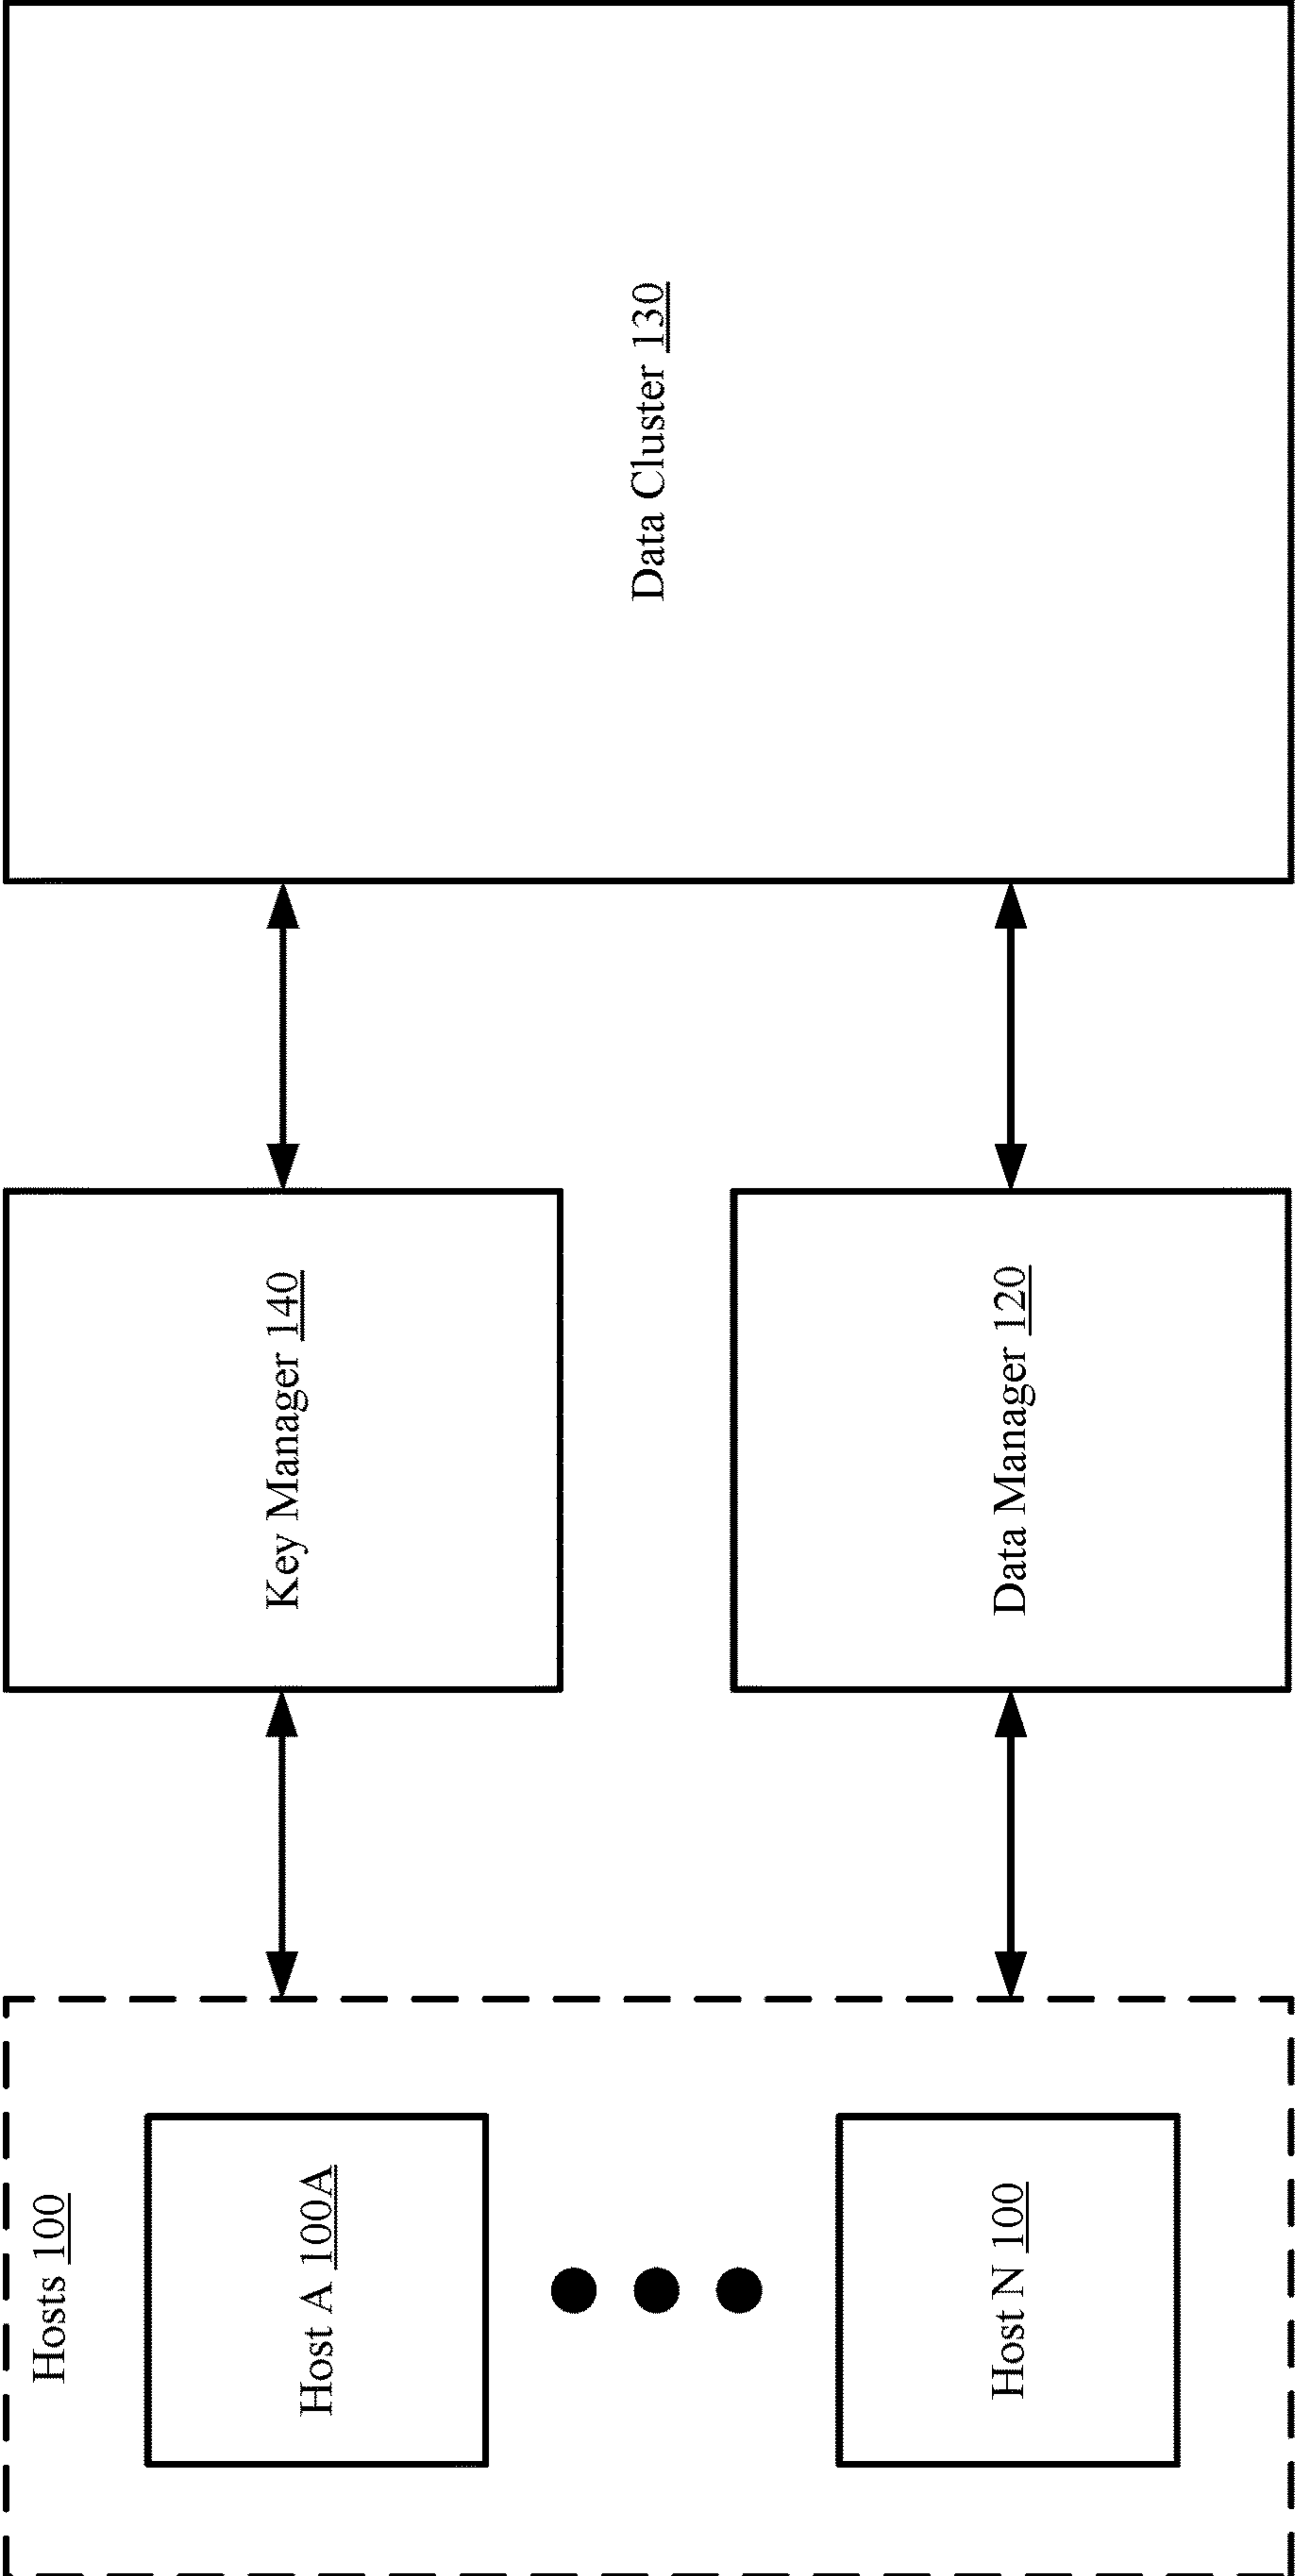 Hosts 100
Host A 100A
Host N 100
Key Manager 140
Data Manager 120
Data Cluster 130